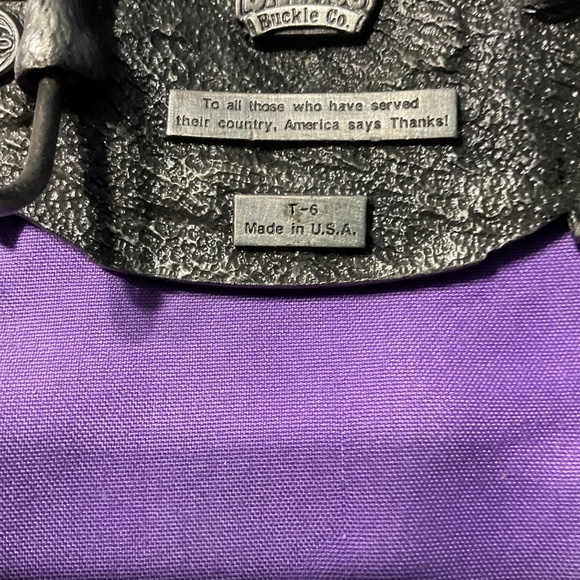 Buckle Co.
To all those who have served
their country, America says Thanks!
T-6
Made in U.S.A.